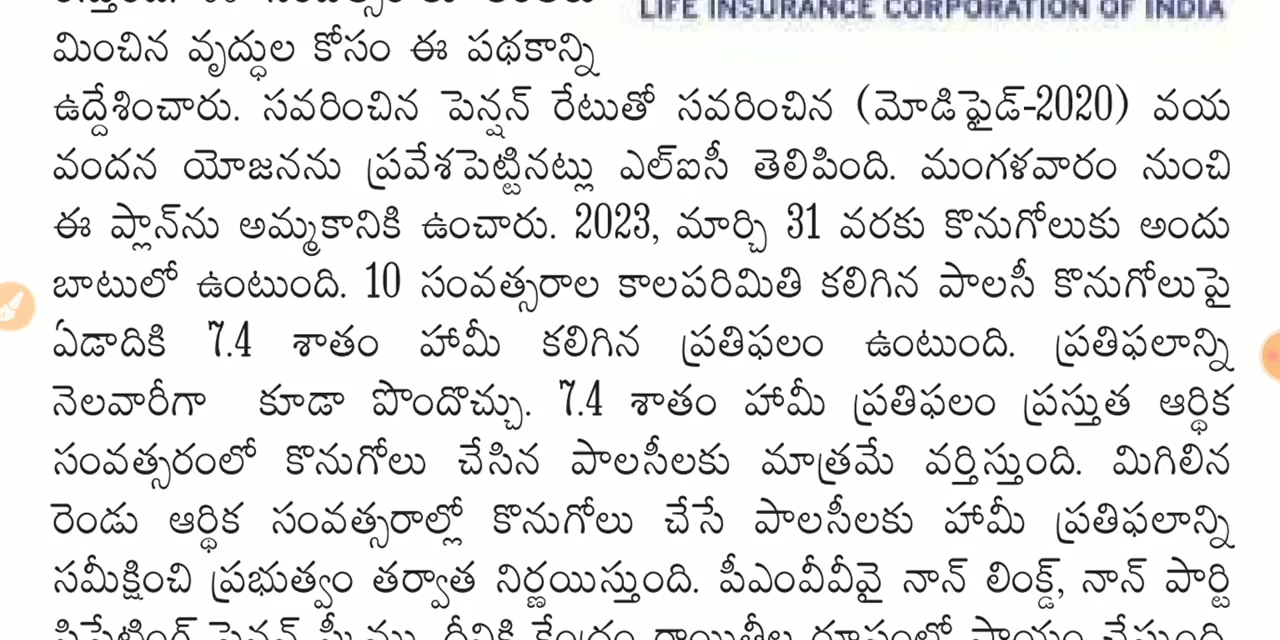 LIFE INSURANCE CORPORATION OF INDIA
మించిన వృద్ధుల కోసం ఈ పథకాన్ని
ఉద్దేశించారు. సవరించిన పెన్షన్ రేటుతో సవరించిన (మోడిఫైడ్-2020) వయ
వందన యోజనను ప్రవేశపెట్టినట్లు ఎల్ఐసీ తెలిపింది. మంగళవారం నుంచి
ఈ ప్లాన్‌ను అమ్మకానికి ఉంచారు. 2023, మార్చి 31 వరకు కొనుగోలుకు అందు
బాటులో ఉంటుంది. 10 సంవత్సరాల కాలపరిమితి కలిగిన పాలసీ కొనుగోలుపై
ఏడాదికి 7.4 శాతం హామీ కలిగిన ప్రతిఫలం ఉంటుంది. ప్రతిఫలాన్ని
నెలవారీగా కూడా పొందొచ్చు. 7.4 శాతం హామీ ప్రతిఫలం ప్రస్తుత ఆర్థిక
సంవత్సరంలో కొనుగోలు చేసిన పాలసీలకు మాత్రమే వర్తిస్తుంది. మిగిలిన
రెండు ఆర్థిక సంవత్సరాల్లో కొనుగోలు చేసే పాలసీలకు హామీ ప్రతిఫలాన్ని
సమీక్షించి ప్రభుత్వం తర్వాత నిర్ణయిస్తుంది. పీఎంవీవీవై నాన్ లింక్డ్, నాన్ పార్టి